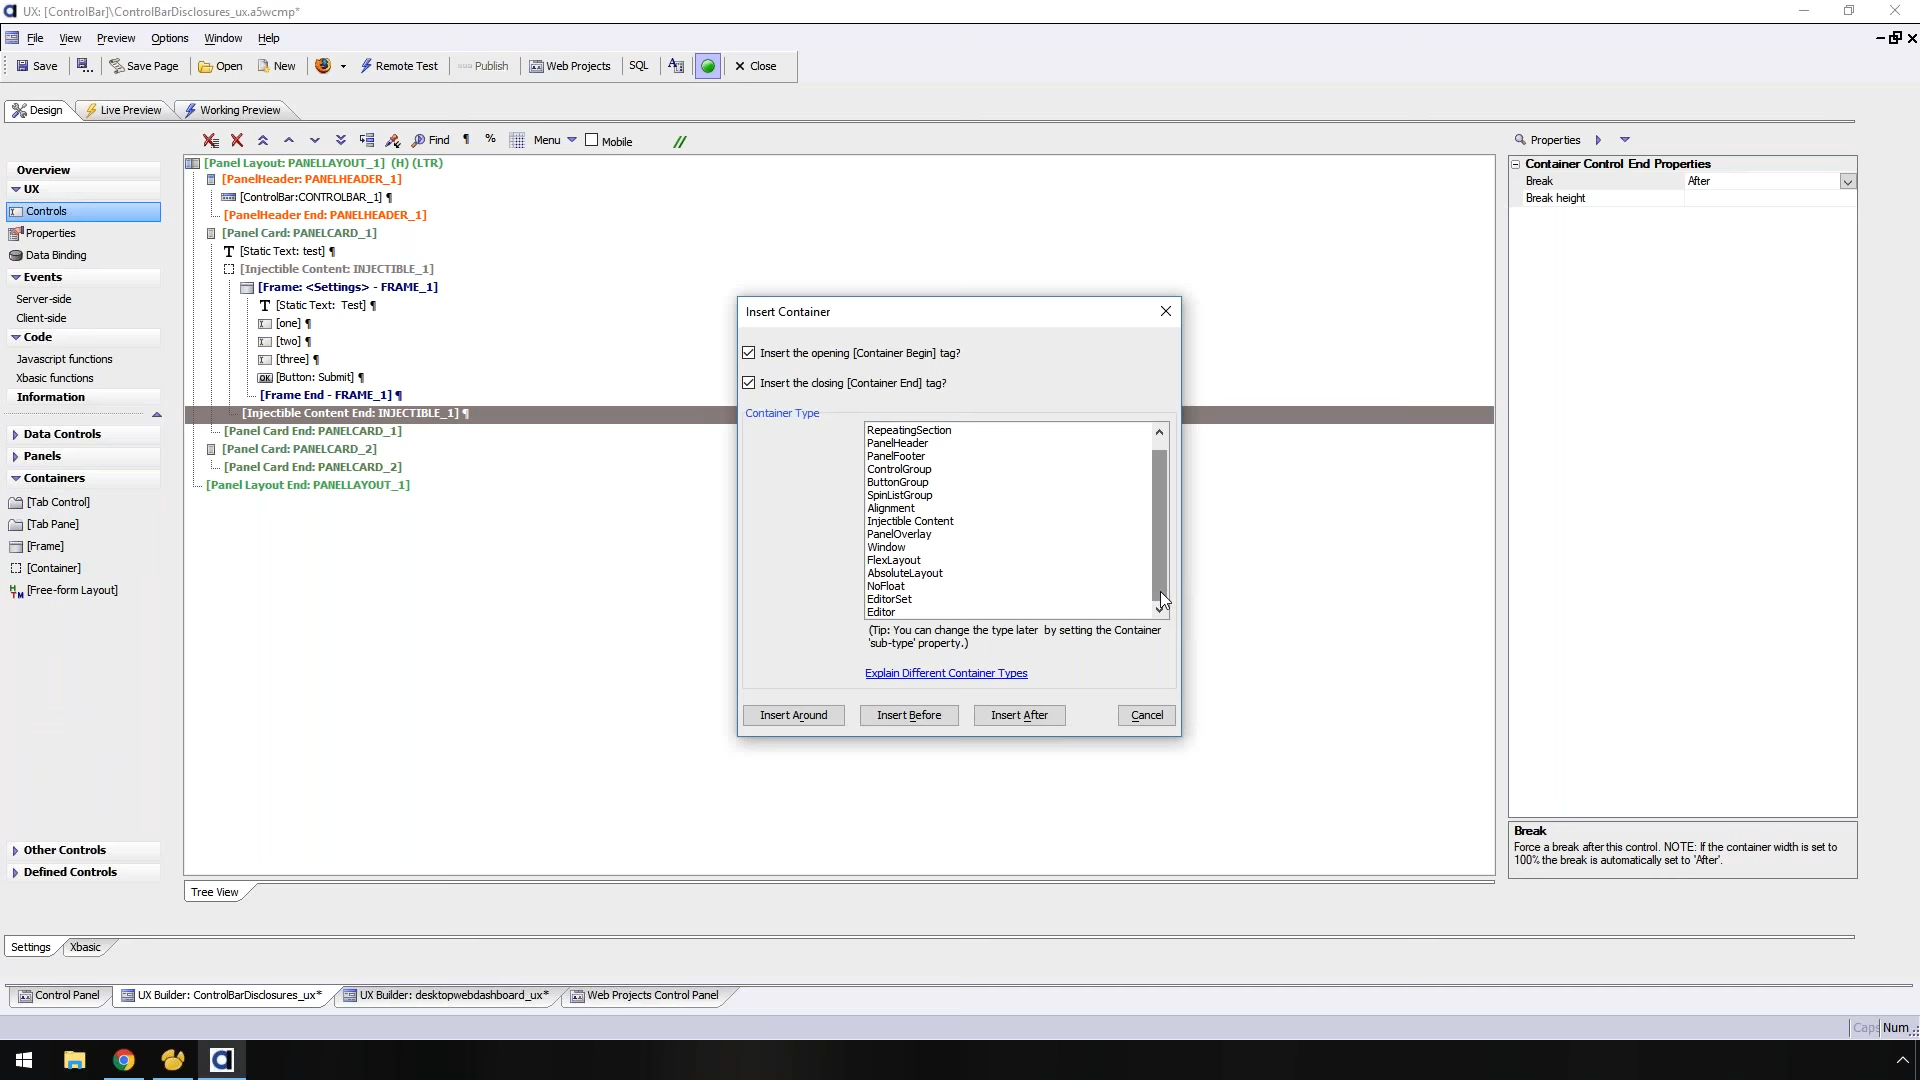 UX: [ControlBar]\ControlBarDisclosures_ux.a5wcmp*
File View Preview Options Window Help
Save Save Page Open New Remote Test Publish Web Projects SQL Close
Design Live Preview Working Preview
Find ¶ % Menu Mobile //
Properties
Overview
UX
Controls
Properties
Data Binding
Events
Server-side
Client-side
Code
Javascript functions
Xbasic functions
Information
Data Controls
Panels
Containers
[Tab Control]
[Tab Pane]
[Frame]
[Container]
[Free-form Layout]
Other Controls
Defined Controls
[Panel Layout: PANELLAYOUT_1] (H) (LTR)
[PanelHeader: PANELHEADER_1]
[ControlBar:CONTROLBAR_1] ¶
[PanelHeader End: PANELHEADER_1]
[Panel Card: PANELCARD_1]
[Static Text: test] ¶
[Injectible Content: INJECTIBLE_1]
[Frame: <Settings> - FRAME_1]
[Static Text: Test] ¶
[one] ¶
[two] ¶
[three] ¶
[Button: Submit] ¶
[Frame End - FRAME_1] ¶
[Injectible Content End: INJECTIBLE_1] ¶
[Panel Card End: PANELCARD_1]
[Panel Card: PANELCARD_2]
[Panel Card End: PANELCARD_2]
[Panel Layout End: PANELLAYOUT_1]
Insert Container
Insert the opening [Container Begin] tag?
Insert the closing [Container End] tag?
Container Type
RepeatingSection
PanelHeader
PanelFooter
ControlGroup
ButtonGroup
SpinListGroup
Alignment
Injectible Content
PanelOverlay
Window
FlexLayout
AbsoluteLayout
NoFloat
EditorSet
Editor
(Tip: You can change the type later by setting the Container
'sub-type' property.)
Explain Different Container Types
Insert Around Insert Before Insert After Cancel
Container Control End Properties
Break After
Break height
Break
Force a break after this control. NOTE: If the container width is set to
100% the break is automatically set to 'After'.
Tree View
Settings Xbasic
Control Panel UX Builder: ControlBarDisclosures_ux* UX Builder: desktopwebdashboard_ux* Web Projects Control Panel
Caps Num